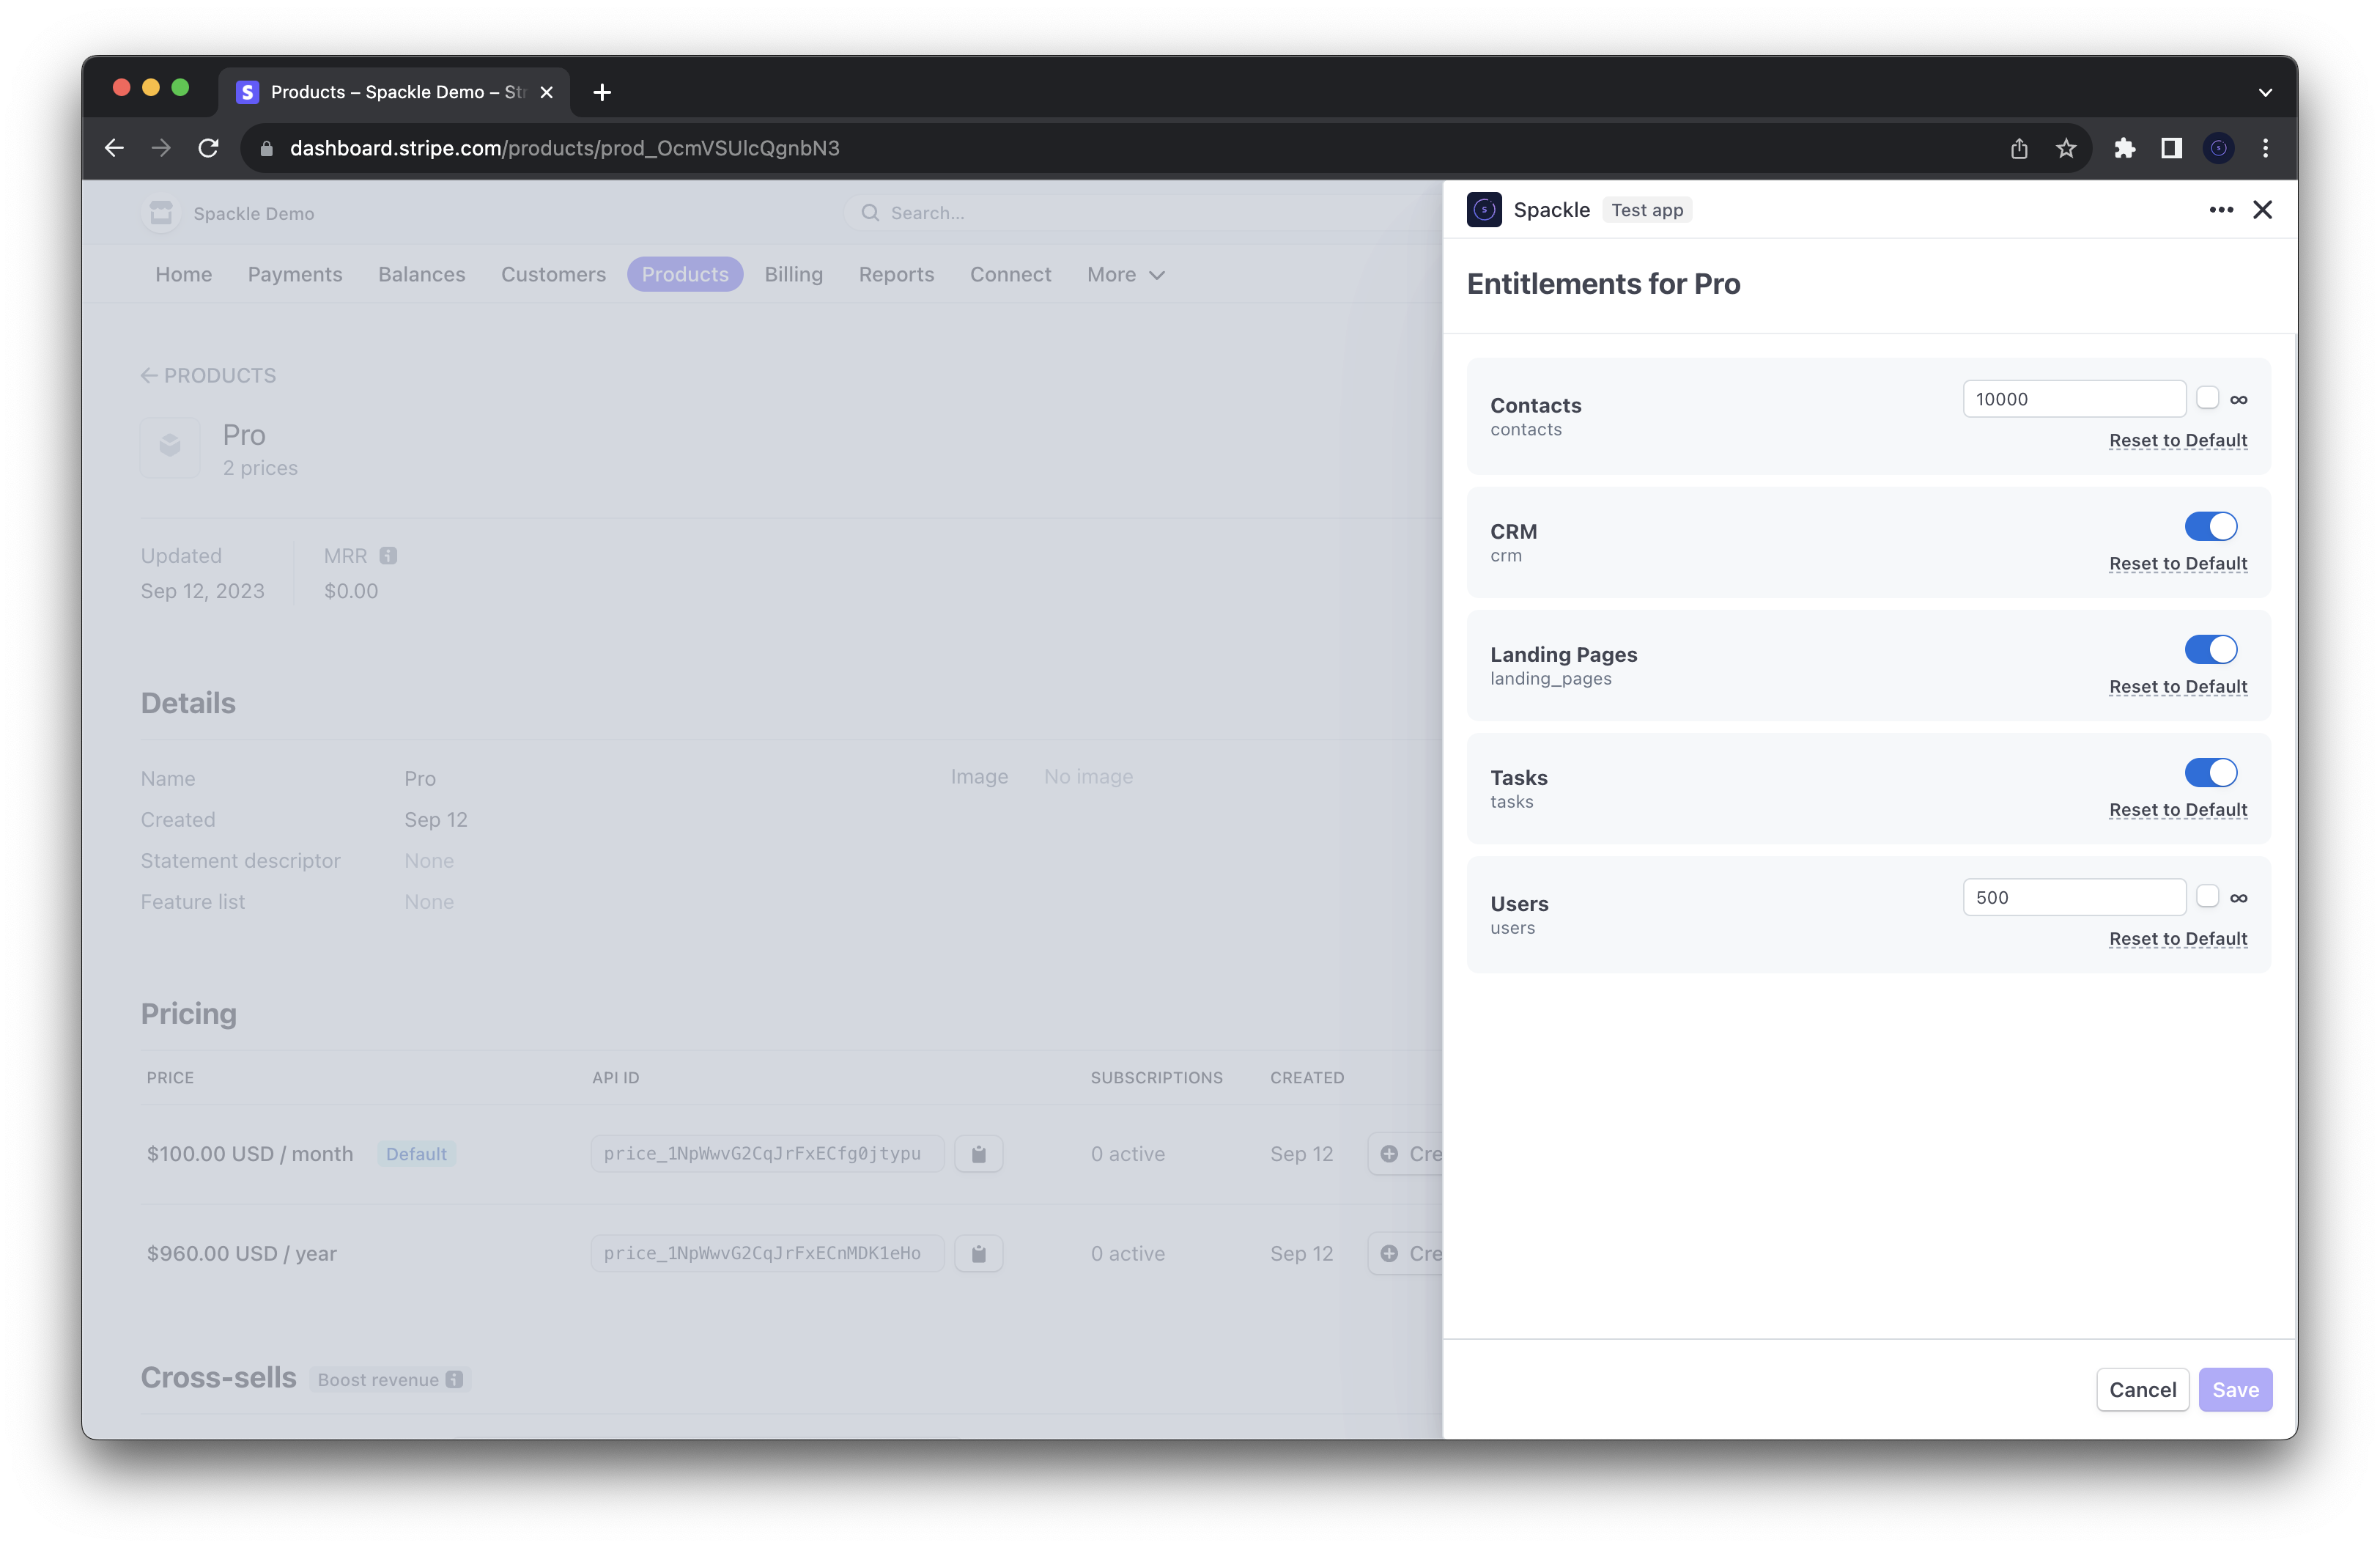 Products – Spackle Demo – Str
dashboard.stripe.com/products/prod_OcmVSUlcQgnbN3
Spackle Demo
Search...
Home Payments Balances Customers Products Billing Reports Connect More
← PRODUCTS
Pro
2 prices
Updated MRR
Sep 12, 2023 $0.00
Details
Name Pro Image No image
Created Sep 12
Statement descriptor None
Feature list None
Pricing
PRICE API ID SUBSCRIPTIONS CREATED
$100.00 USD / month Default price_1NpWwvG2CqJrFxECfg0jtypu 0 active Sep 12 Cre
$960.00 USD / year price_1NpWwvG2CqJrFxECnMDK1eHo 0 active Sep 12 Cre
Cross-sells Boost revenue
Spackle Test app
Entitlements for Pro
Contacts 10000 ∞
contacts
Reset to Default
CRM
crm
Reset to Default
Landing Pages
landing_pages
Reset to Default
Tasks
tasks
Reset to Default
Users 500 ∞
users
Reset to Default
Cancel Save